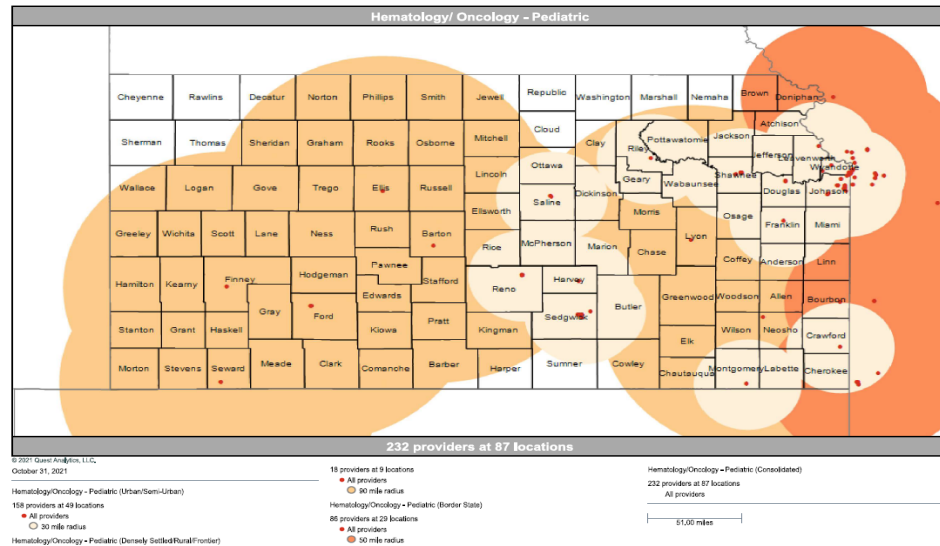 Hematology/ Oncology - Pediatric
Cheyenne Rawlins Decatur Norton Phillips Smith Jewell Republic Washington Marshall Nemaha Brown Doniphan
Atchison
Sherman Thomas Sheridan Graham Rooks Osborne Mitchell Cloud Clay Riley Pottawatomie Jackson Jefferson Leavenworth
Wyandotte
Ottawa
Wallace Logan Gove Trego Ellis Russell Lincoln Saline Dickinson Geary Wabaunsee Shawnee Douglas Johnson
Ellsworth Morris Osage Franklin Miami
Greeley Wichita Scott Lane Ness Rush Barton Rice McPherson Marion Chase Lyon
Coffey Anderson Linn
Hamilton Kearny Finney Hodgeman Pawnee Stafford Reno Harvey
Gray Ford Edwards Sedgwick Butler Greenwood Woodson Allen Bourbon
Stanton Grant Haskell Kiowa Pratt Kingman Elk Wilson Neosho Crawford
Morton Stevens Seward Meade Clark Comanche Barber Harper Sumner Cowley Chautauqua Montgomery Labette Cherokee
232 providers at 87 locations
© 2021 Quest Analytics, LLC.
October 31, 2021
Hematology/Oncology - Pediatric (Urban/Semi-Urban)
158 providers at 49 locations
All providers
30 mile radius
Hematology/Oncology - Pediatric (Densely Settled/Rural/Frontier)
18 providers at 9 locations
All providers
90 mile radius
Hematology/Oncology - Pediatric (Border State)
86 providers at 29 locations
All providers
50 mile radius
Hematology/Oncology - Pediatric (Consolidated)
232 providers at 87 locations
All providers
51.00 miles